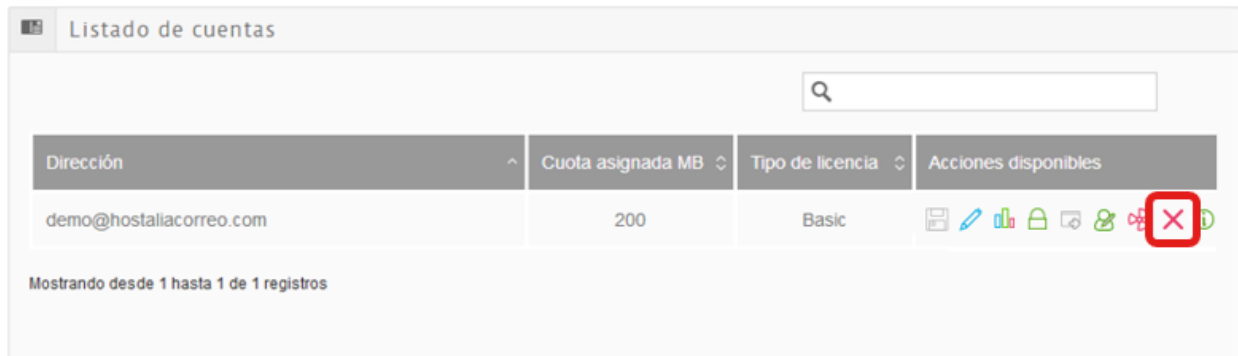 Listado de cuentas
Dirección Cuota asignada MB Tipo de licencia Acciones disponibles
demo@hostaliacorreo.com 200 Basic
Mostrando desde 1 hasta 1 de 1 registros